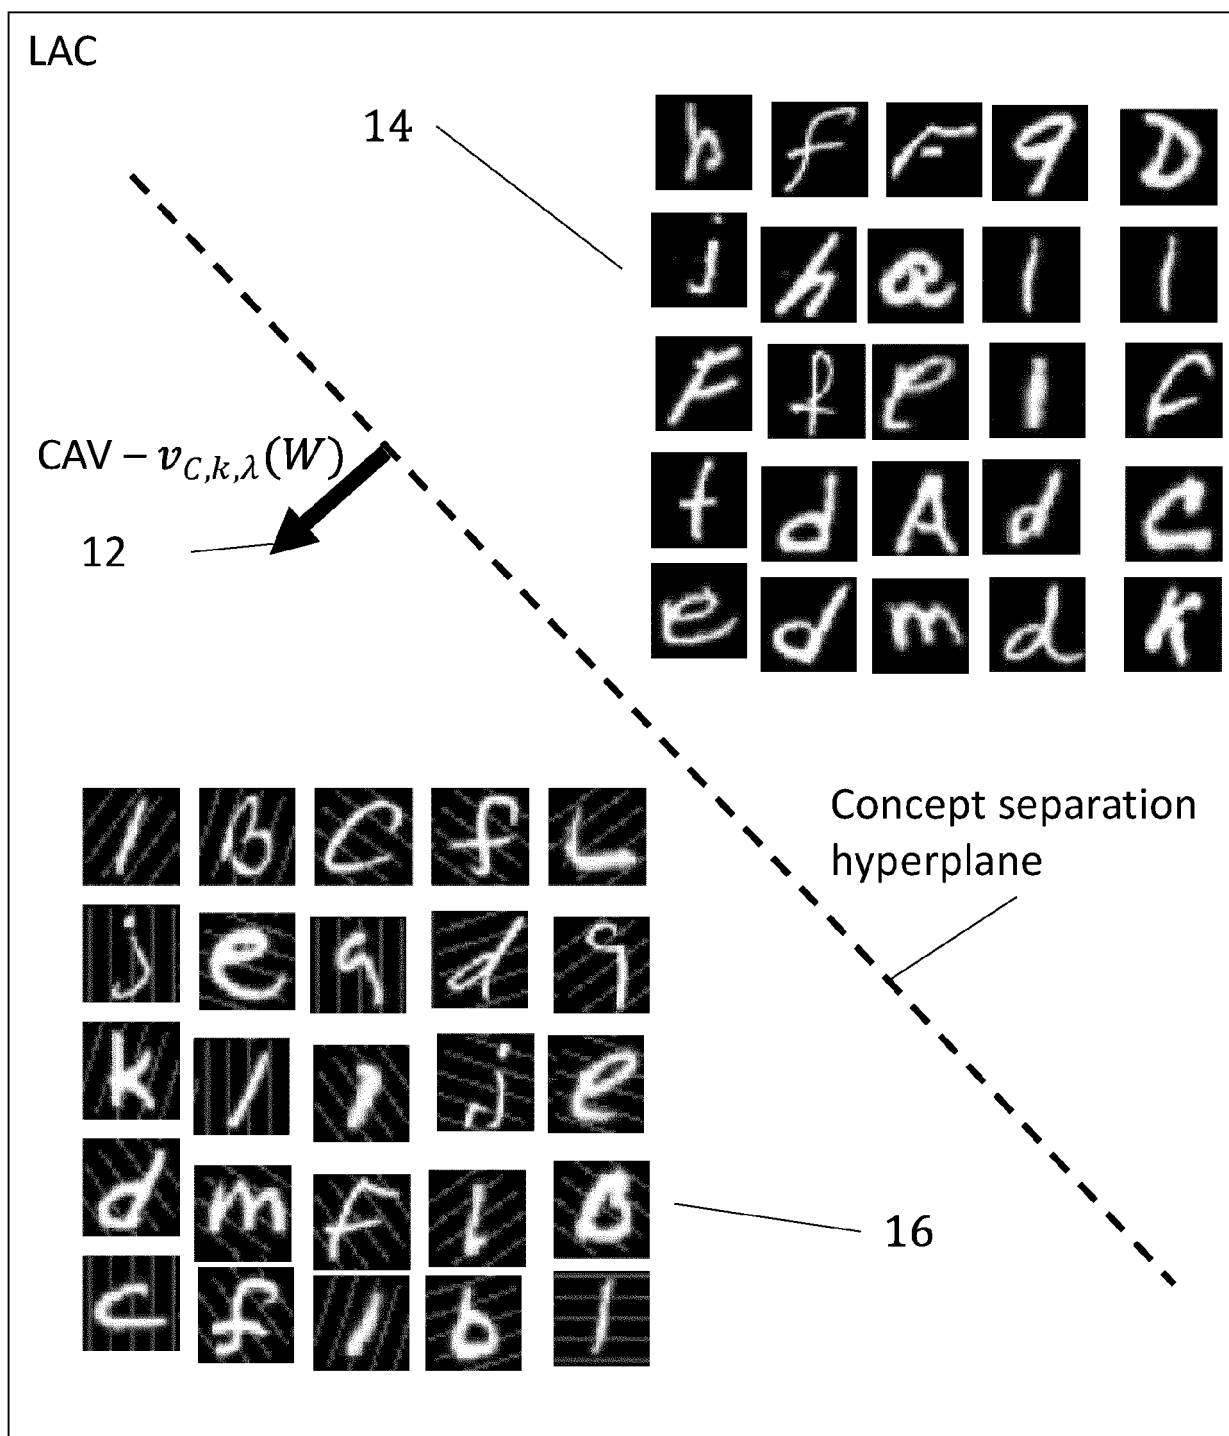 LAC
14
h f F q D
j h a l l
F f e l f
t d A d C
e d m d k
CAV – 𝒗_{C,k,λ}(W)
12
l B C f L
j e q d q
k l j e
d m f l B
C f l b l
Concept separation
hyperplane
16